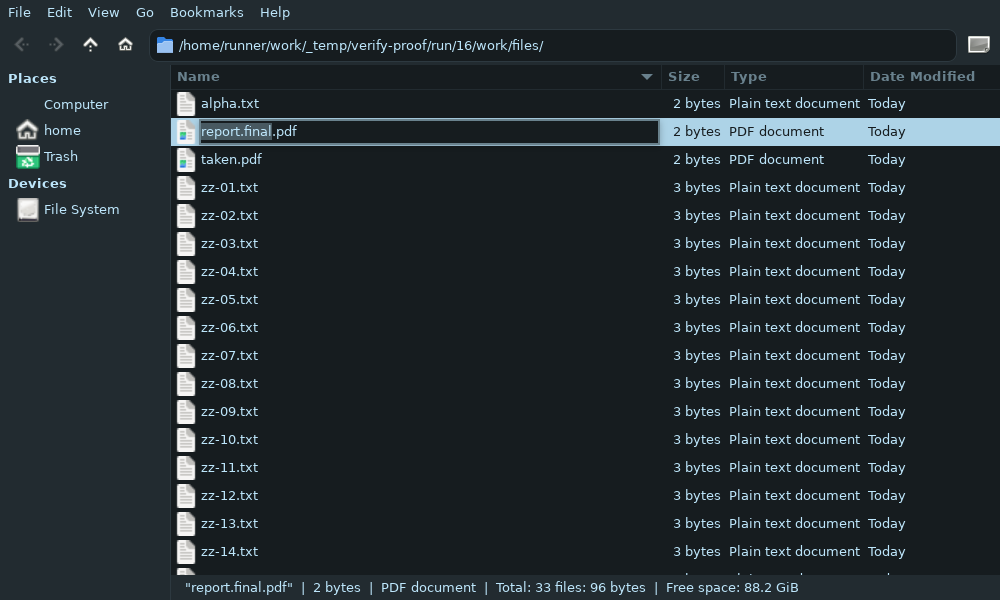 File Edit View Go Bookmarks Help
/home/runner/work/_temp/verify-proof/run/16/work/files/
Places
Computer
home
Trash
Devices
File System
Name Size Type Date Modified
alpha.txt 2 bytes Plain text document Today
report.final.pdf 2 bytes PDF document Today
taken.pdf 2 bytes PDF document Today
zz-01.txt 3 bytes Plain text document Today
zz-02.txt 3 bytes Plain text document Today
zz-03.txt 3 bytes Plain text document Today
zz-04.txt 3 bytes Plain text document Today
zz-05.txt 3 bytes Plain text document Today
zz-06.txt 3 bytes Plain text document Today
zz-07.txt 3 bytes Plain text document Today
zz-08.txt 3 bytes Plain text document Today
zz-09.txt 3 bytes Plain text document Today
zz-10.txt 3 bytes Plain text document Today
zz-11.txt 3 bytes Plain text document Today
zz-12.txt 3 bytes Plain text document Today
zz-13.txt 3 bytes Plain text document Today
zz-14.txt 3 bytes Plain text document Today
"report.final.pdf" | 2 bytes | PDF document | Total: 33 files: 96 bytes | Free space: 88.2 GiB